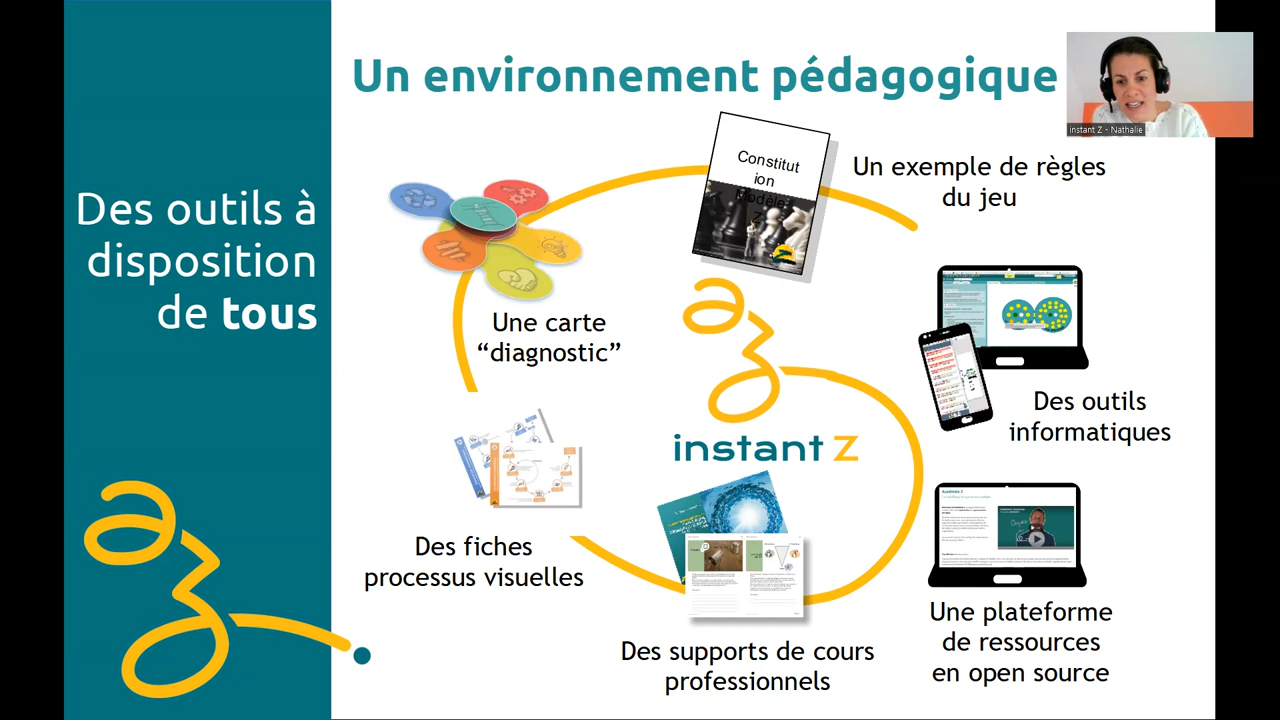 Un environnement pédagogique
instant Z - Nathalie
Des outils à
disposition
de tous
Constitut
ion
Modèle
Z
Un exemple de règles
du jeu
Une carte
“diagnostic”
Des outils
informatiques
instant Z
Des fiches
processus visuelles
Académie Z
Une plateforme
de ressources
en open source
Des supports de cours
professionnels